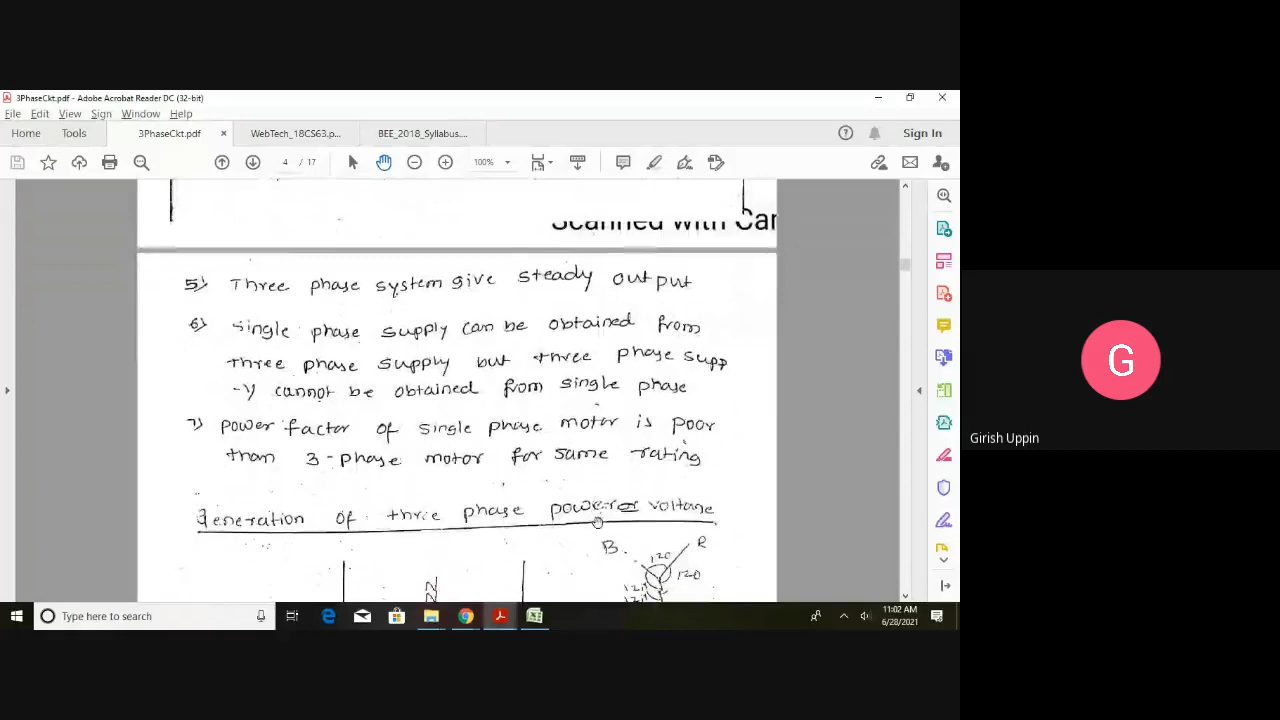 3PhaseCkt.pdf - Adobe Acrobat Reader DC (32-bit)
File Edit View Sign Window Help
Home Tools 3PhaseCkt.pdf × WebTech_18CS63.p... BEE_2018_Syllabus.... Sign In
4 / 17 100%
Scanned with Car
5) Three phase system give steady output
6) Single phase supply can be obtained from
three phase supply but three phase supp
-ly cannot be obtained from single phase
7) power factor of single phase motor is poor
than 3-phase motor for same rating
Generation of three phase power or voltane
B R
120
120
N
G
Girish Uppin
Type here to search
11:02 AM
6/28/2021